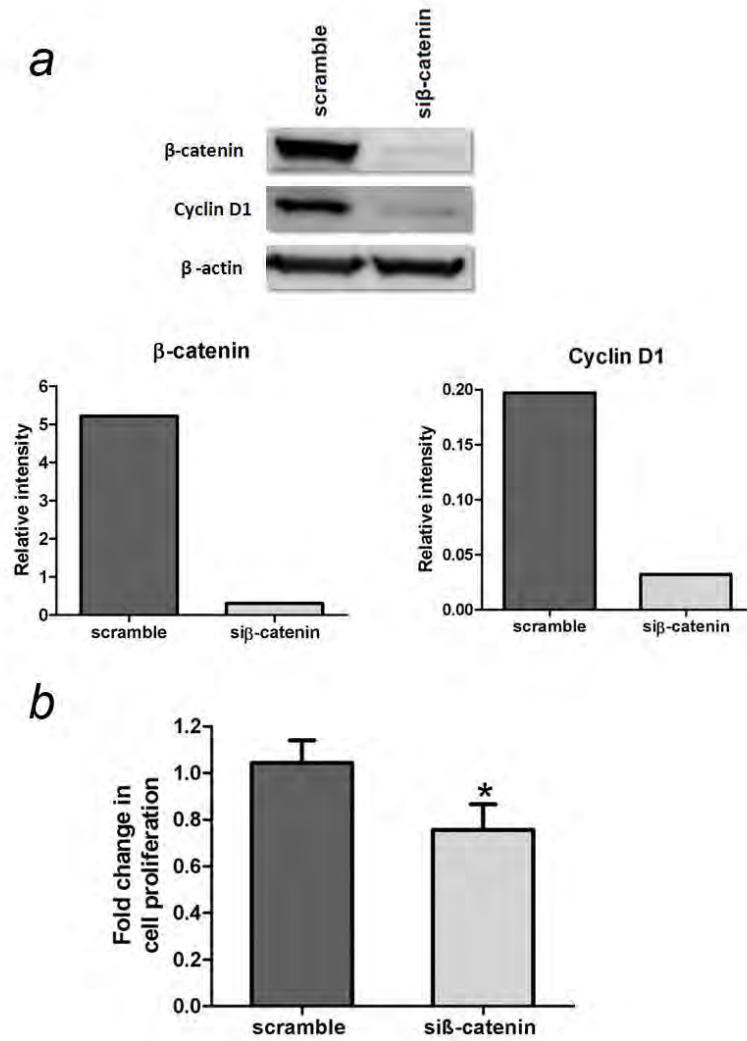 a
scramble
siβ-catenin
β-catenin
Cyclin D1
β-actin
β-catenin
Relative intensity
6
5
4
3
2
1
0
scramble
siβ-catenin
Cyclin D1
Relative intensity
0.20
0.15
0.10
0.05
0.00
scramble
siβ-catenin
b
Fold change in
cell proliferation
1.2
1.0
0.8
0.6
0.4
0.2
0.0
*
scramble
siß-catenin